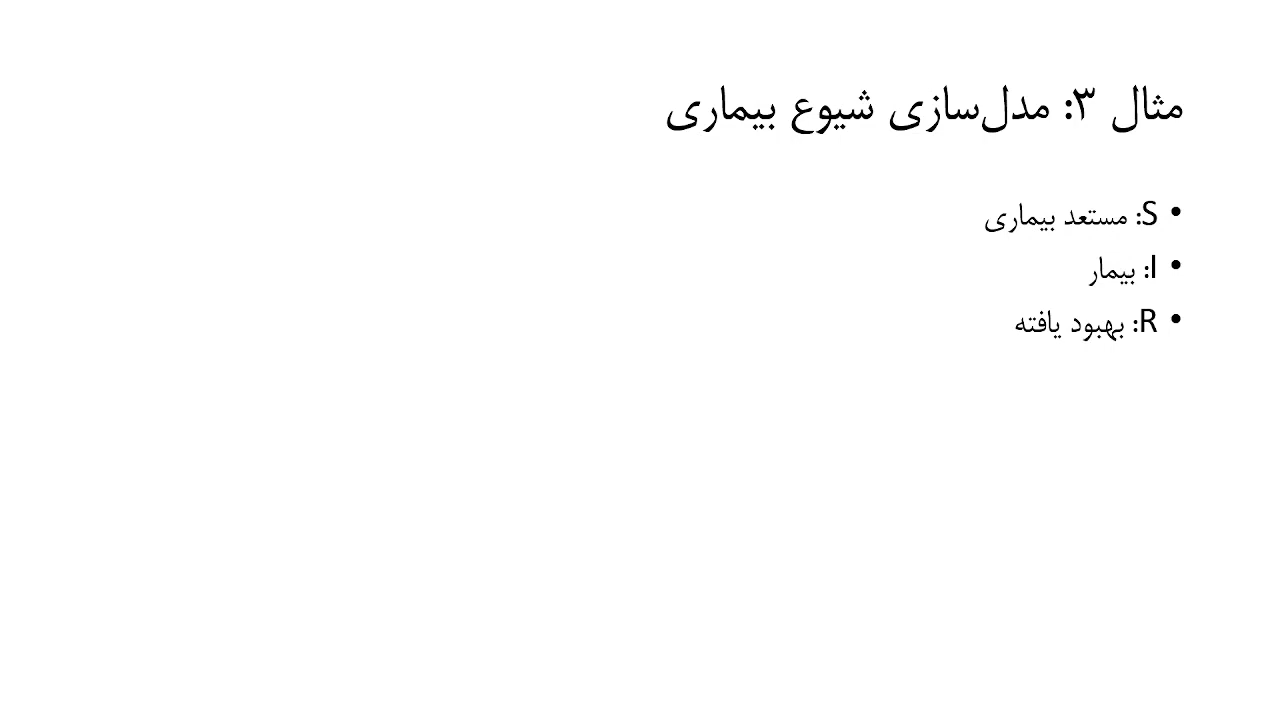 مثال ۳: مدل‌سازی شیوع بیماری
• S: مستعد بیماری
• I: بیمار
• R: بهبود یافته